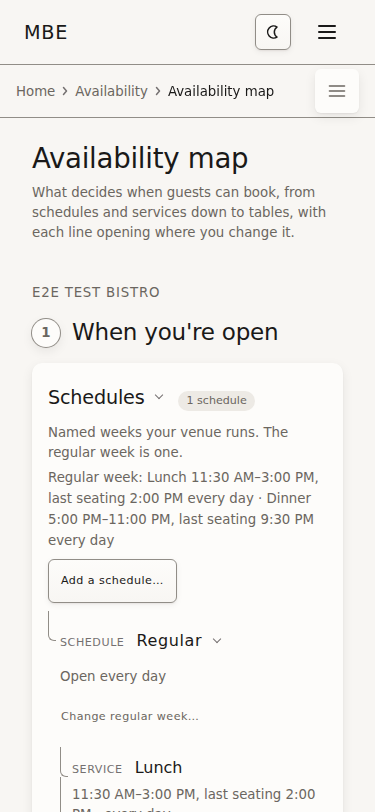 MBE
Home > Availability > Availability map
Availability map
What decides when guests can book, from
schedules and services down to tables, with
each line opening where you change it.
E2E TEST BISTRO
1 When you're open
Schedules 1 schedule
Named weeks your venue runs. The
regular week is one.
Regular week: Lunch 11:30 AM–3:00 PM,
last seating 2:00 PM every day · Dinner
5:00 PM–11:00 PM, last seating 9:30 PM
every day
Add a schedule…
SCHEDULE Regular
Open every day
Change regular week…
SERVICE Lunch
11:30 AM–3:00 PM, last seating 2:00